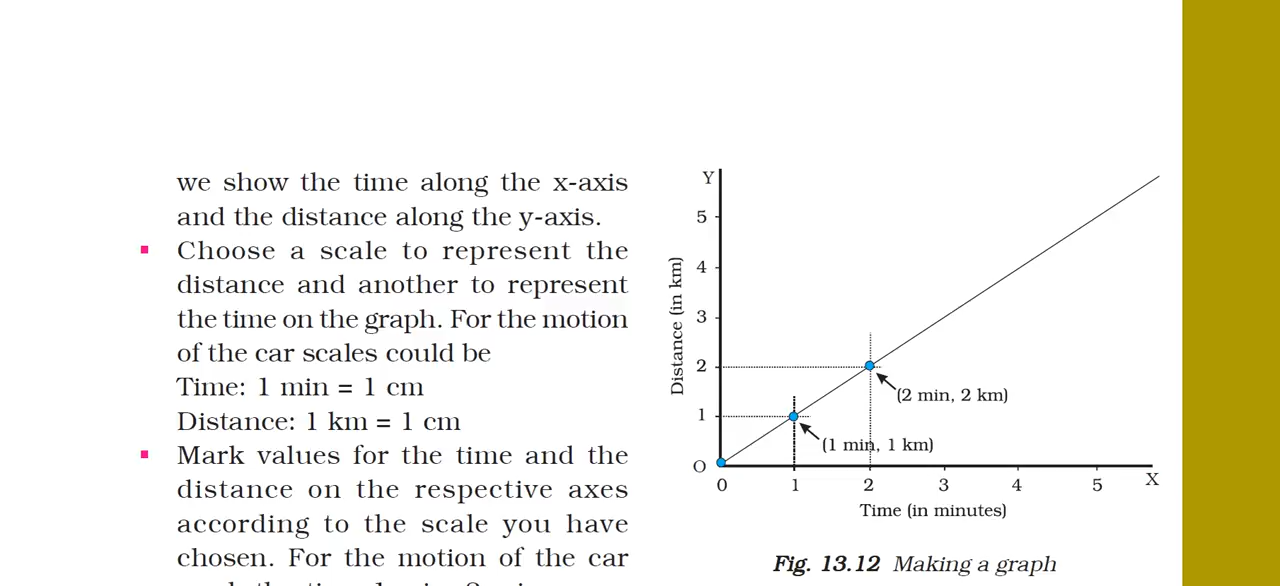 we show the time along the x-axis
and the distance along the y-axis.
Choose a scale to represent the
distance and another to represent
the time on the graph. For the motion
of the car scales could be
Time: 1 min = 1 cm
Distance: 1 km = 1 cm
Mark values for the time and the
distance on the respective axes
according to the scale you have
chosen. For the motion of the car
Y
5
4
3
2
1
O
Distance (in km)
(2 min, 2 km)
(1 min, 1 km)
0 1 2 3 4 5 X
Time (in minutes)
Fig. 13.12 Making a graph